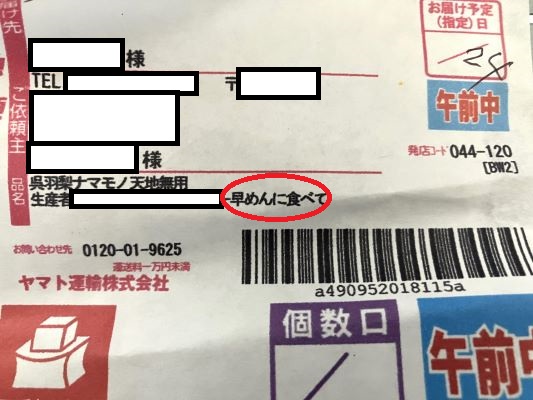 お届け予定
(指定)日
届け先
28
様
午前中
TEL
〒
ご依頼主
様
発店コード 044-120
[BW2]
品名
呉羽梨ナマモノ天地無用
生産者
早めんに食べて
お問い合わせ先 0120-01-9625
運送料一万円未満
ヤマト運輸株式会社
a490952018115a
個数口
午前中